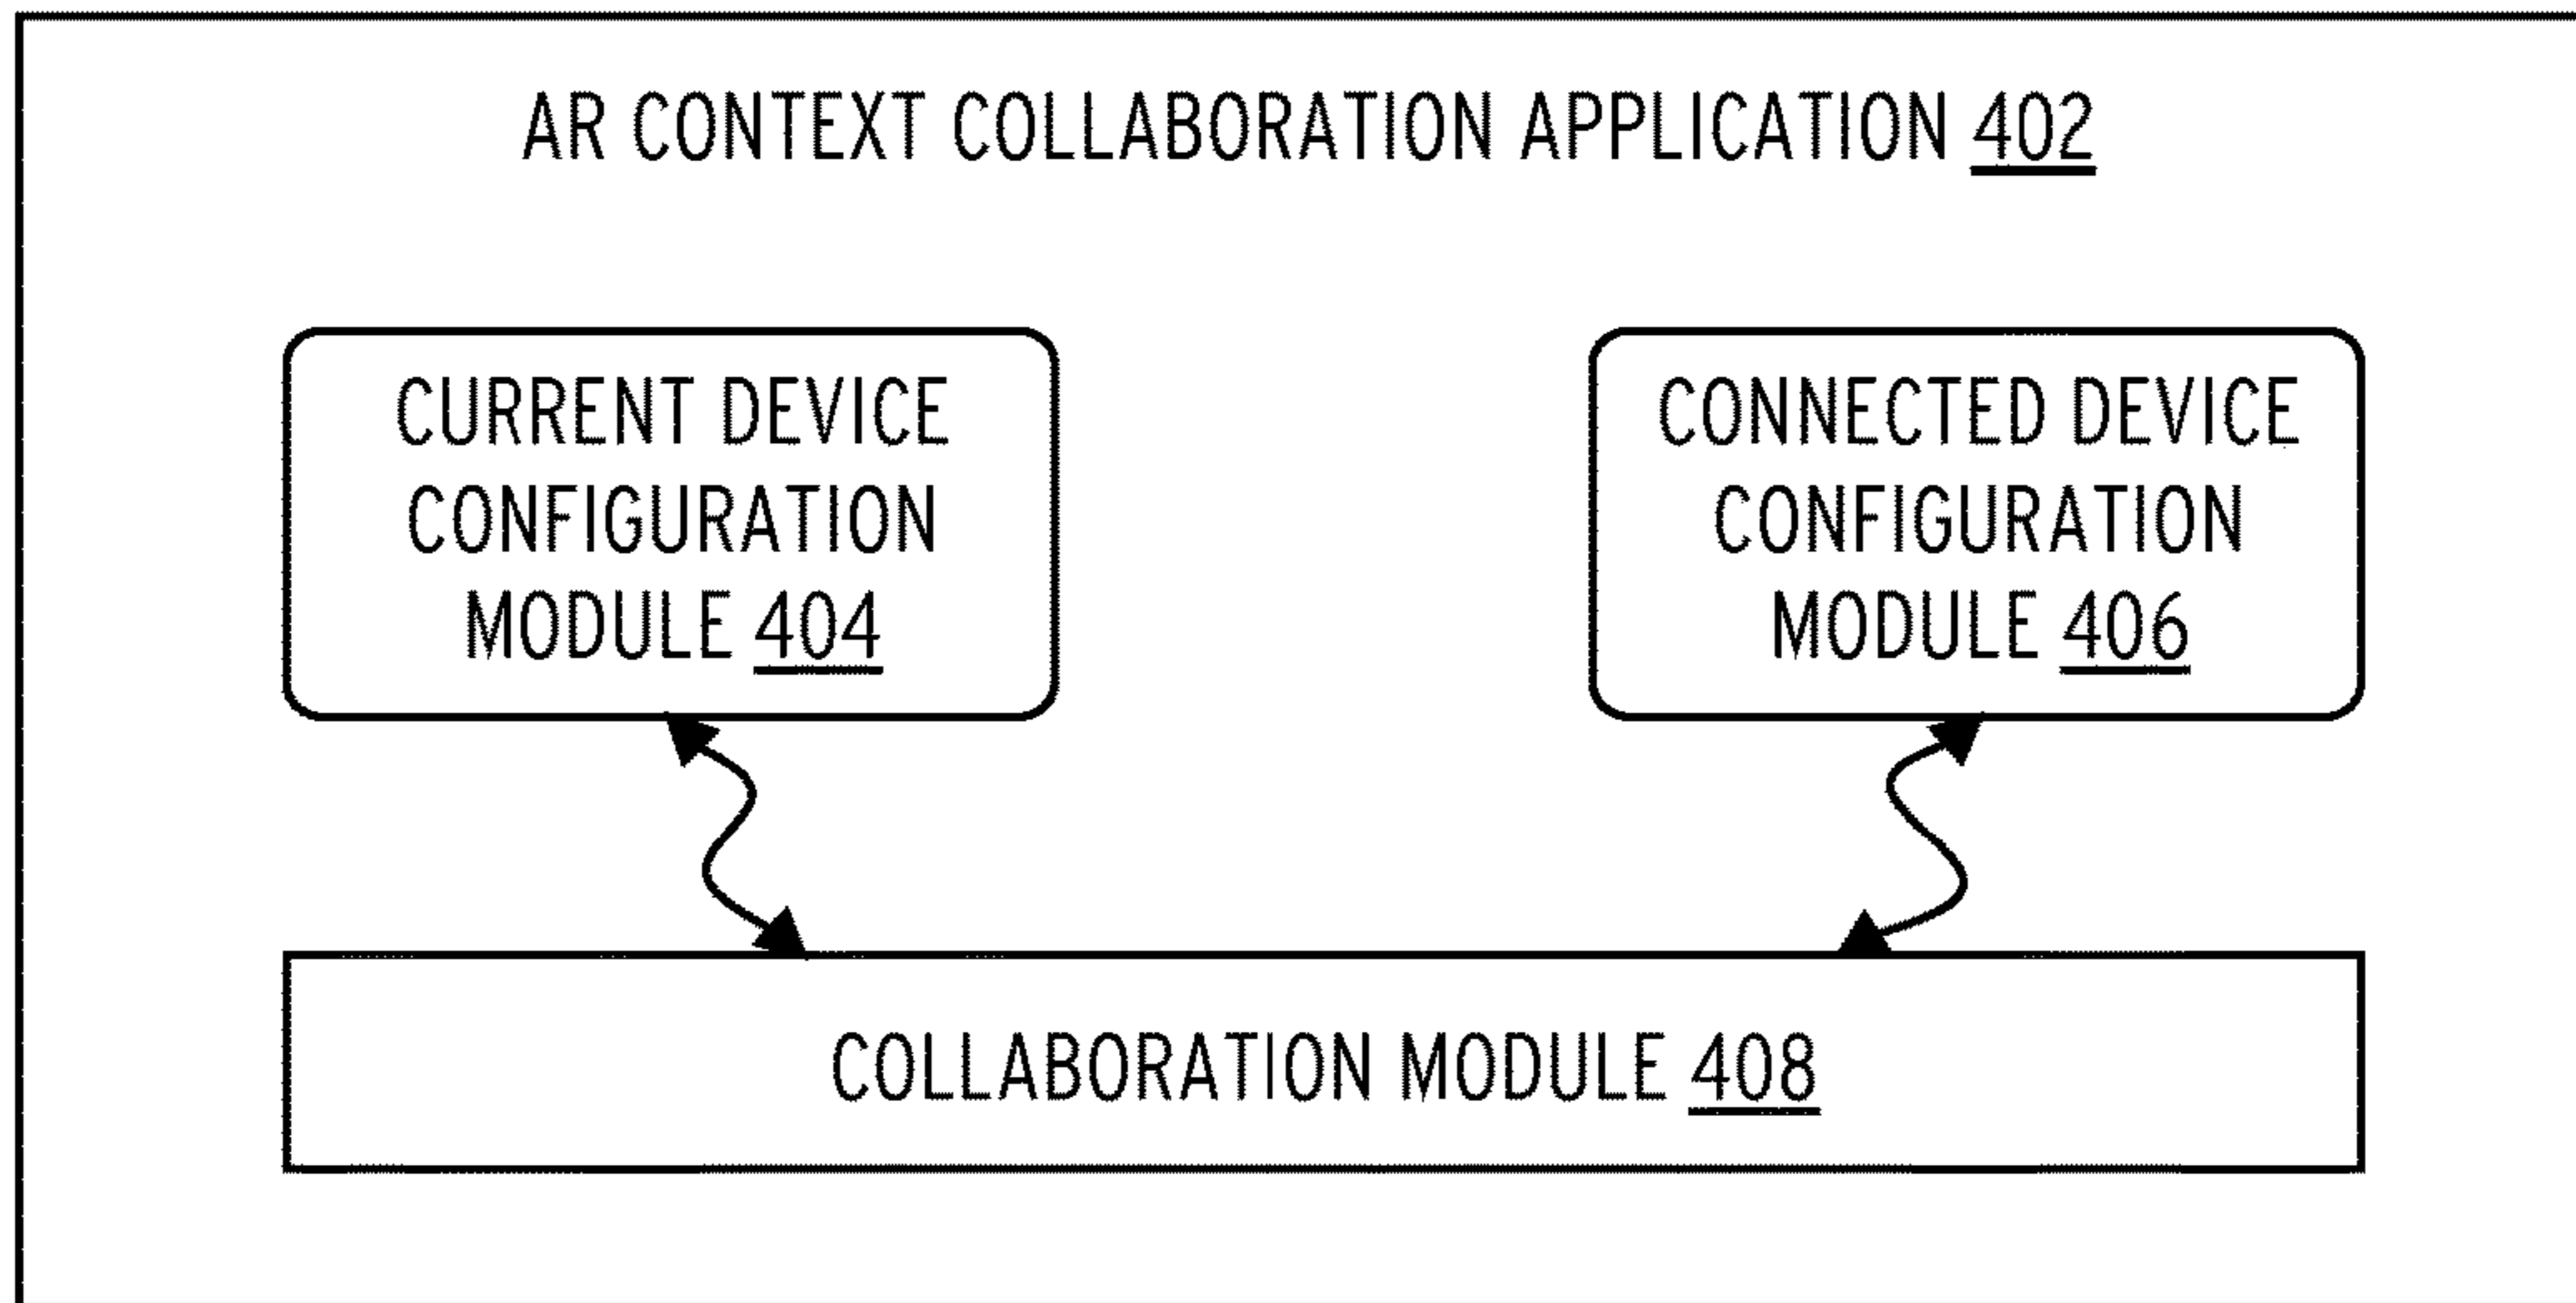 AR CONTEXT COLLABORATION APPLICATION 402
CURRENT DEVICE
CONFIGURATION
MODULE 404
CONNECTED DEVICE
CONFIGURATION
MODULE 406
COLLABORATION MODULE 408